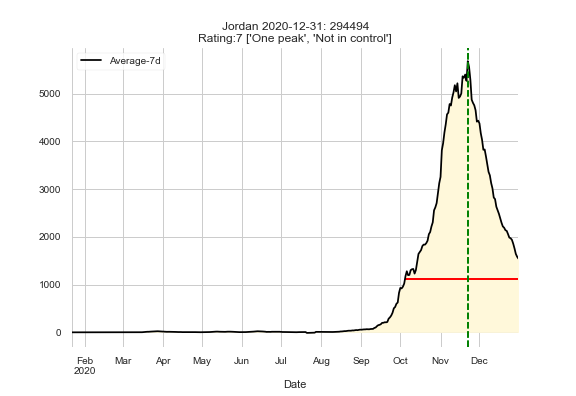 Jordan 2020-12-31: 294494
Rating:7 ['One peak', 'Not in control']
Average-7d
5000
4000
3000
2000
1000
0
Feb Mar Apr May Jun Jul Aug Sep Oct Nov Dec
2020
Date